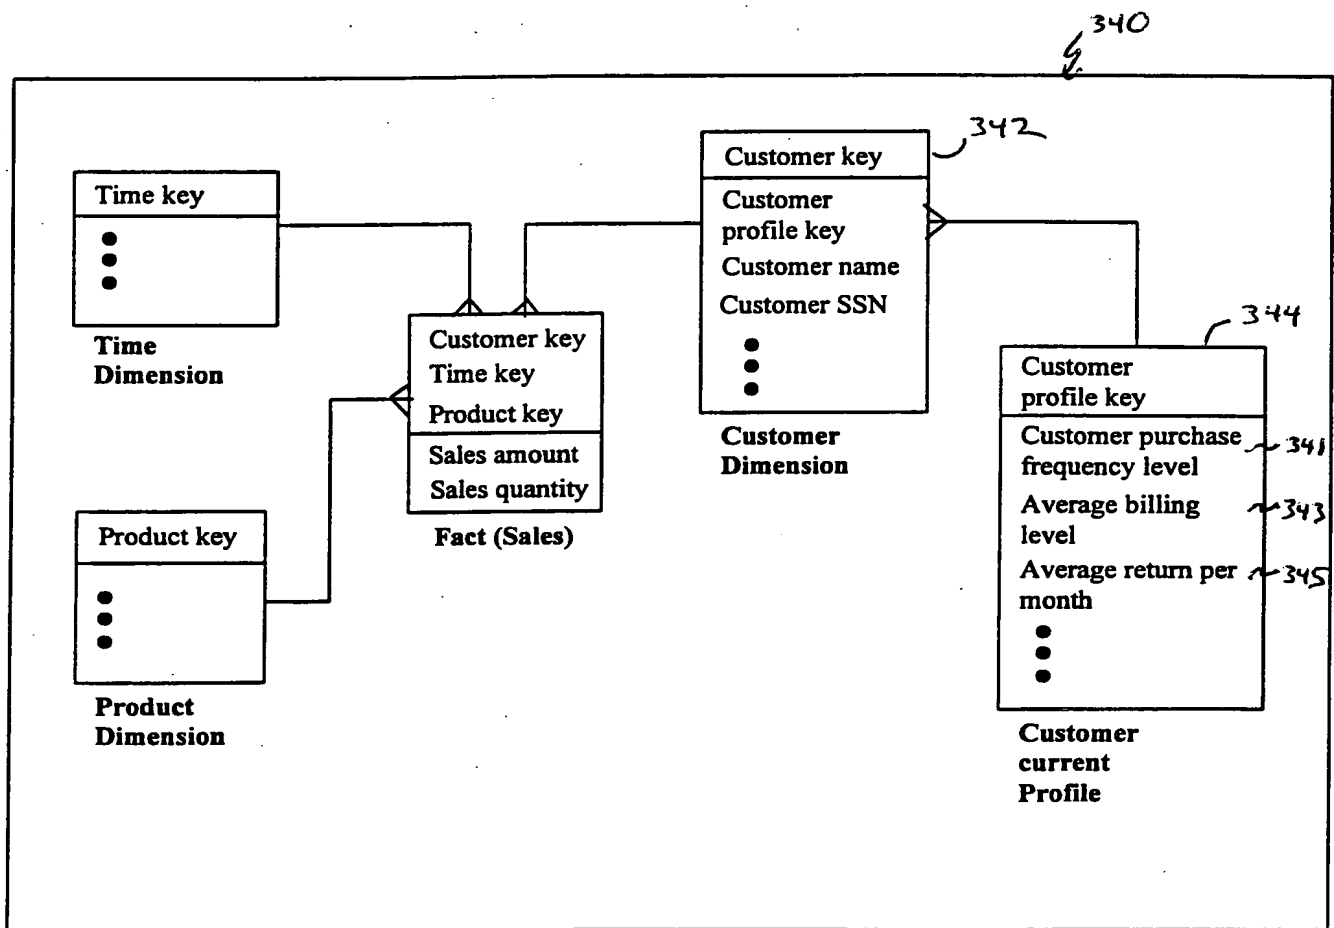 340
342
Customer key
Customer
profile key
Customer name
Customer SSN
Customer
Dimension
Time key
Time
Dimension
Customer key
Time key
Product key
Sales amount
Sales quantity
Fact (Sales)
Product key
Product
Dimension
344
Customer
profile key
Customer purchase
frequency level
341
Average billing
level
343
Average return per
month
345
Customer
current
Profile